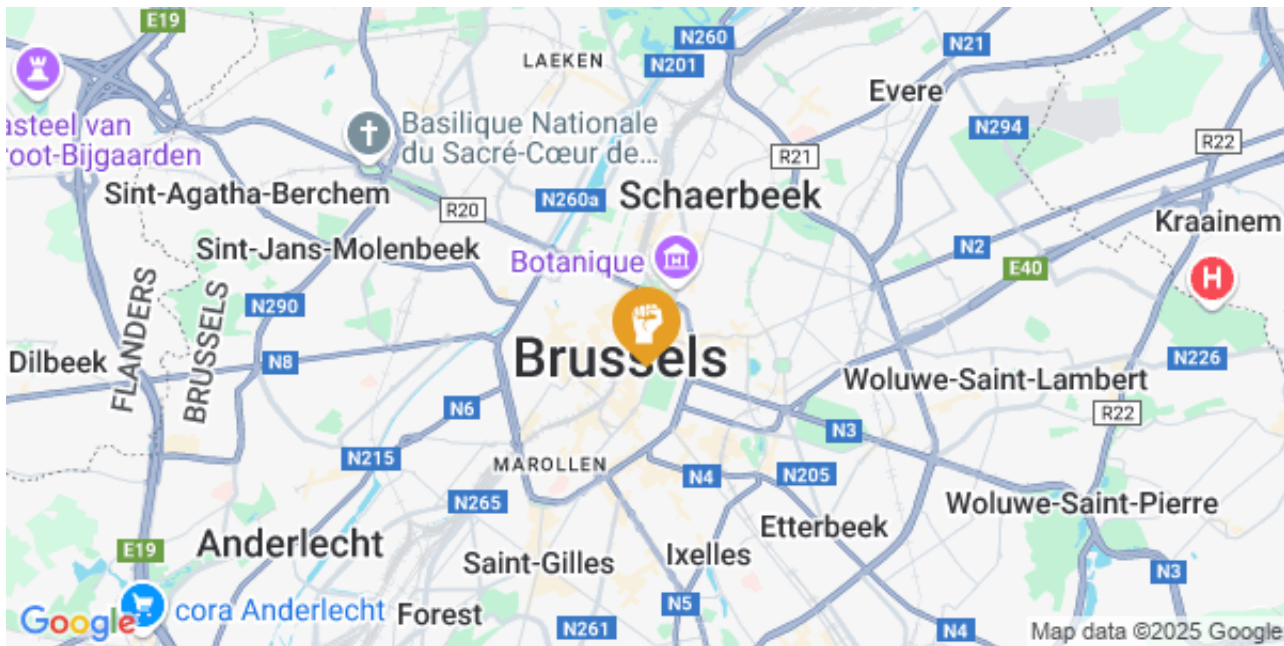 E19
N260
N21
LAEKEN
N201
Evere
asteel van
root-Bijgaarden
Basilique Nationale
du Sacré-Cœur de...
N294
R22
R21
Sint-Agatha-Berchem
R20
N260a
Schaerbeek
Kraainem
Sint-Jans-Molenbeek
Botanique
N2
E40
H
FLANDERS
BRUSSELS
N290
Dilbeek
N8
Brussels
N226
Woluwe-Saint-Lambert
N6
R22
N3
N215
MAROLLEN
N4
N205
N265
Woluwe-Saint-Pierre
Etterbeek
Anderlecht
E19
Saint-Gilles
Ixelles
N3
cora Anderlecht
Forest
N5
N261
N4
Google
Map data ©2025 Google